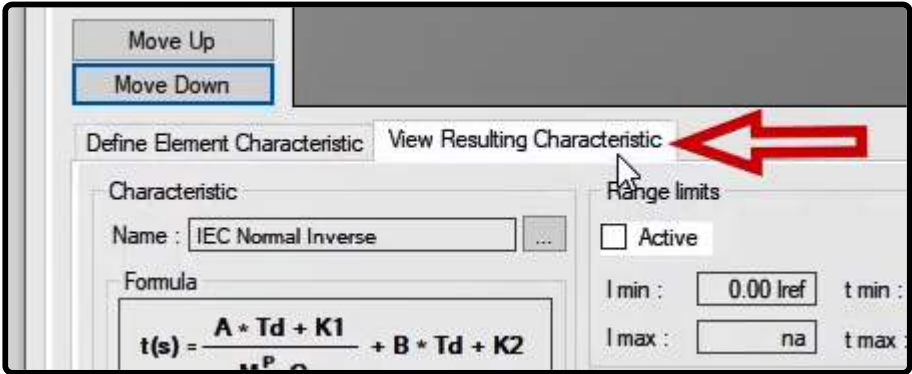 Move Up
Move Down
Define Element Characteristic View Resulting Characteristic
Characteristic
Name : IEC Normal Inverse ...
Range limits
Active
Formula
t(s) = A * Td + K1 / M^P - Q + B * Td + K2
I min : 0.00 Iref t min :
I max : na t max :